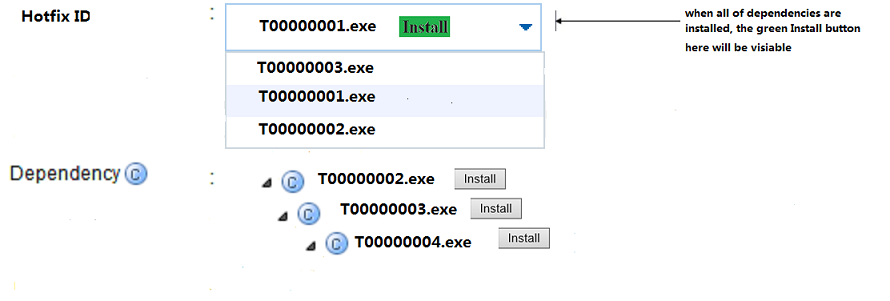 Hotfix ID : T00000001.exe Install
when all of dependencies are
installed, the green Install button
here will be visiable
T00000003.exe
T00000001.exe
T00000002.exe
Dependency C : C T00000002.exe Install
C T00000003.exe Install
C T00000004.exe Install